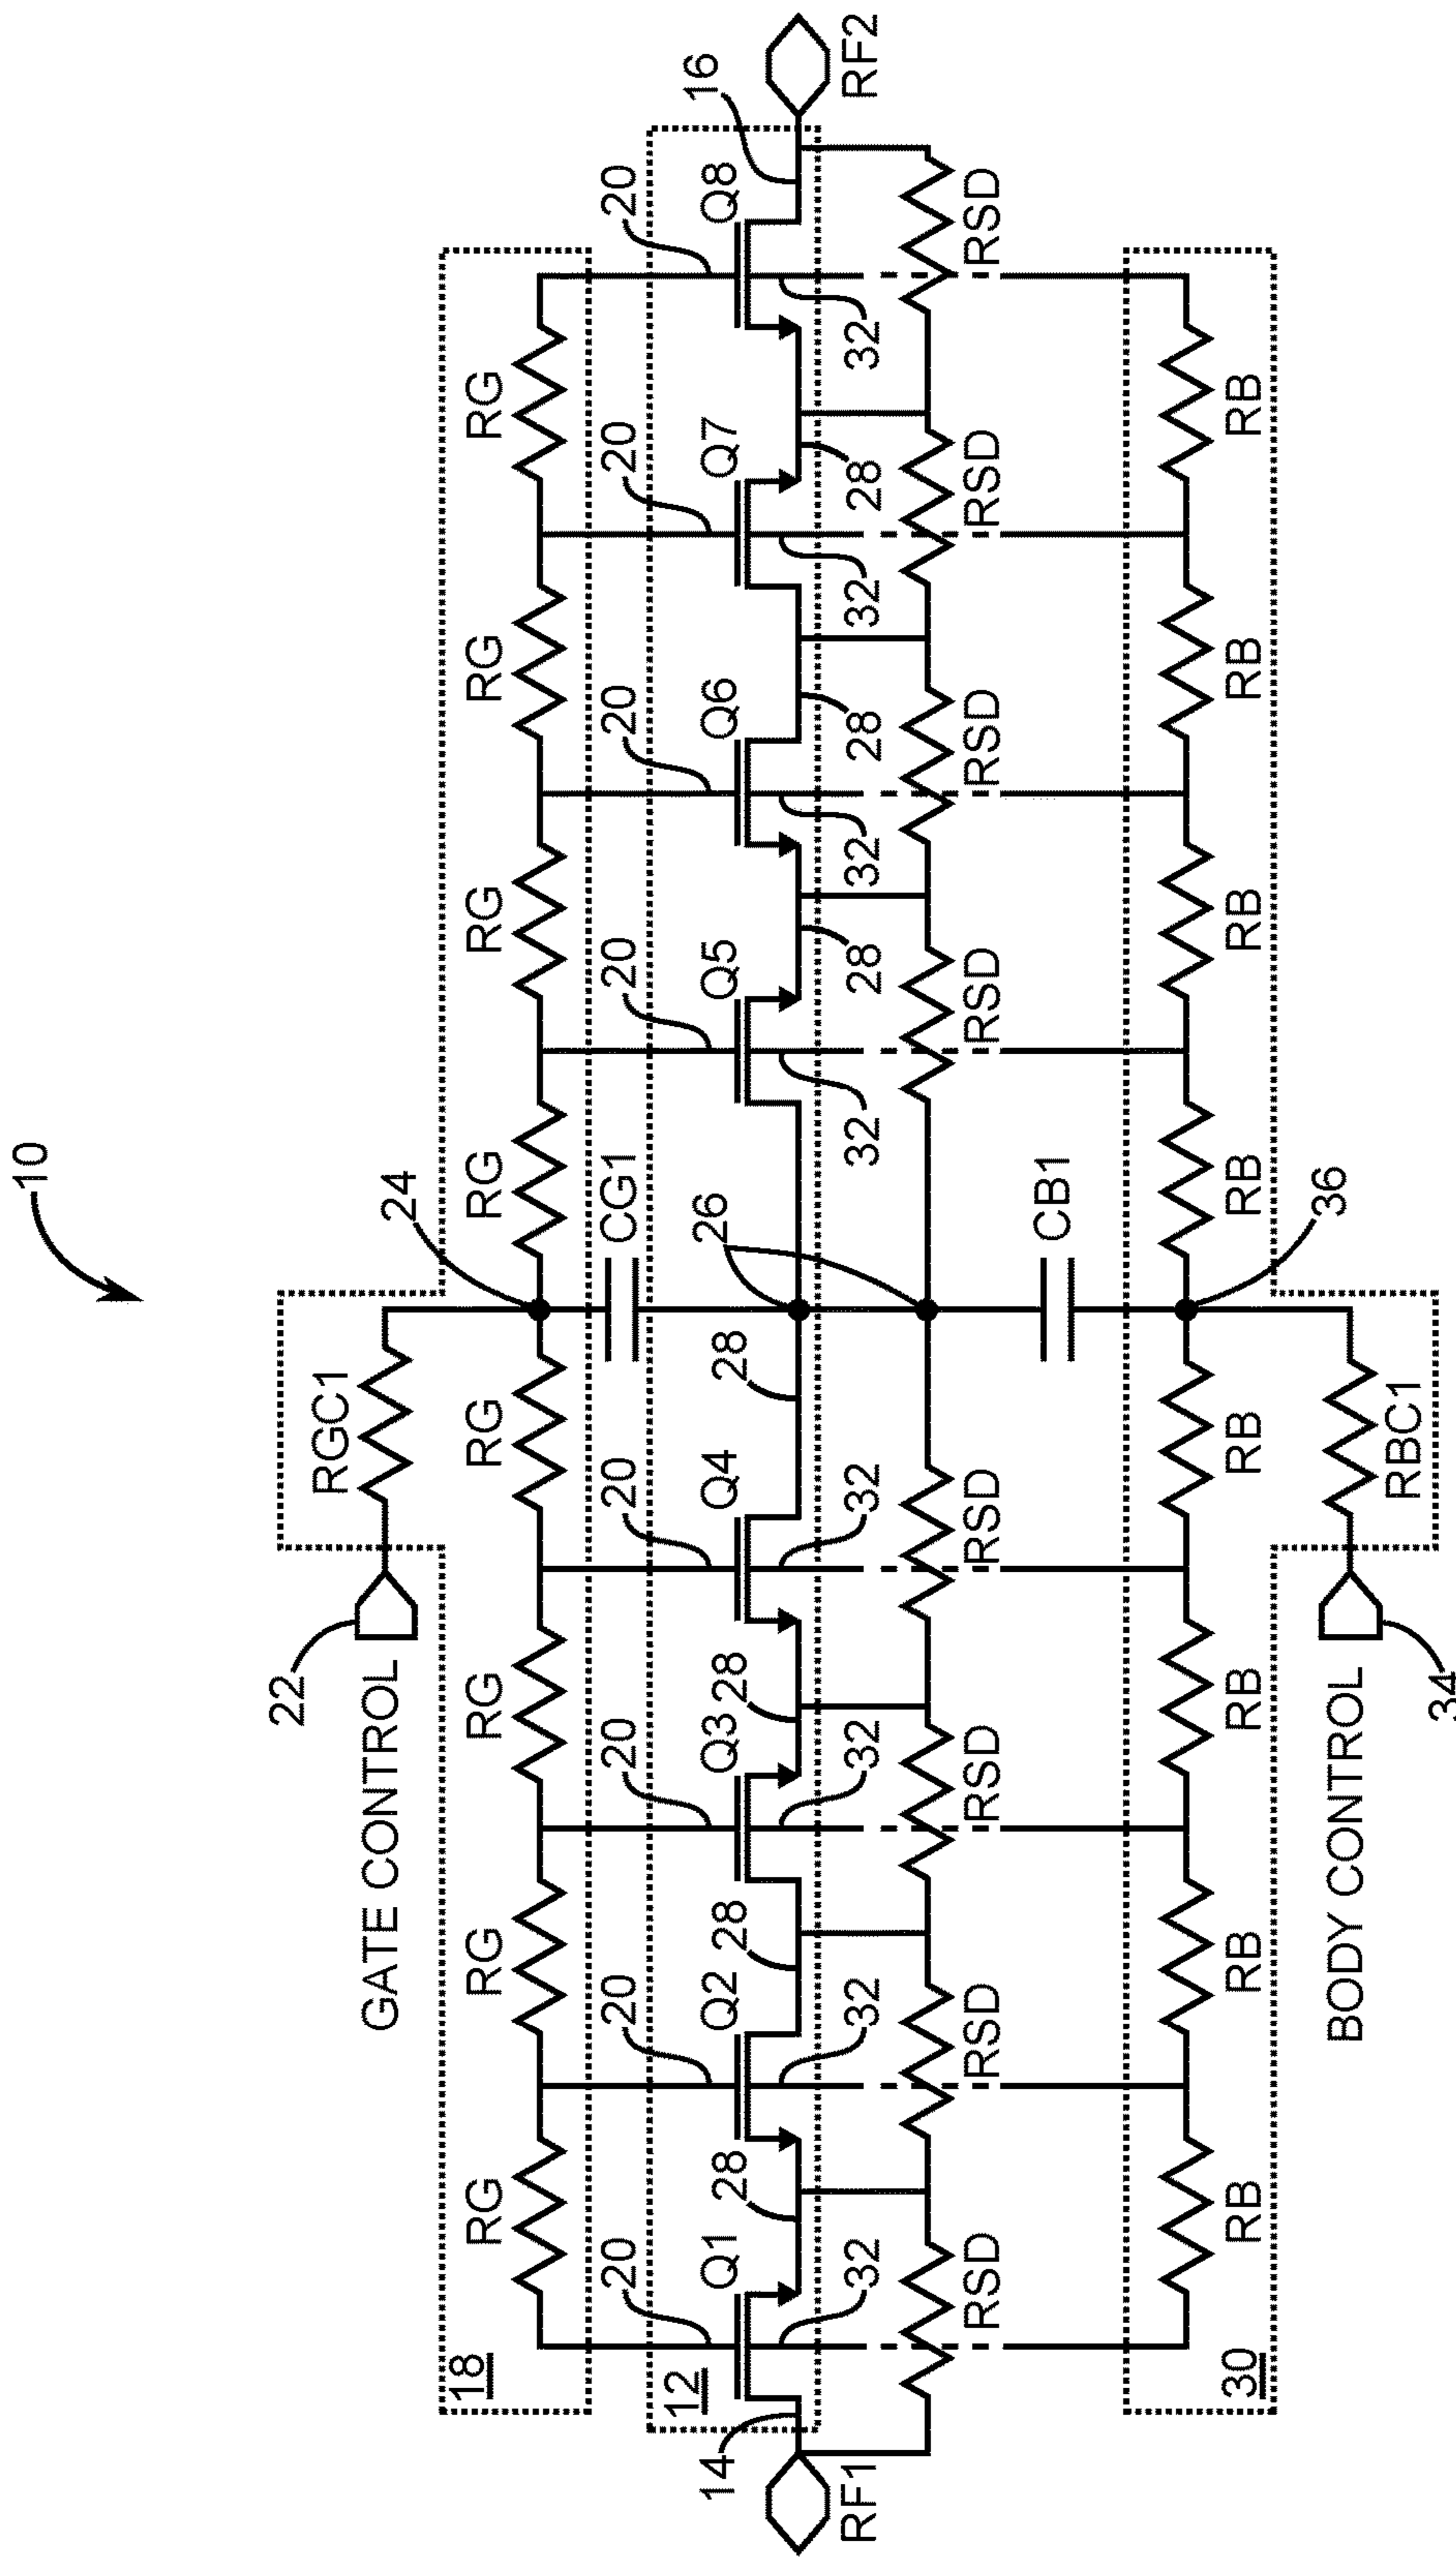 10
22
RGC1
GATE CONTROL
24
18
RG RG RG RG RG RG RG RG
20 20 20 20 CG1 20 20 20 20
12
14 Q1 28 Q2 28 Q3 28 Q4 28 26 Q5 Q6 Q7 Q8 16
RF1 32 32 32 32 32 28 32 28 32 28 32 RF2
RSD RSD RSD RSD RSD RSD RSD RSD
CB1
30
RB RB RB RB RB RB RB RB
36
BODY CONTROL
RBC1
34